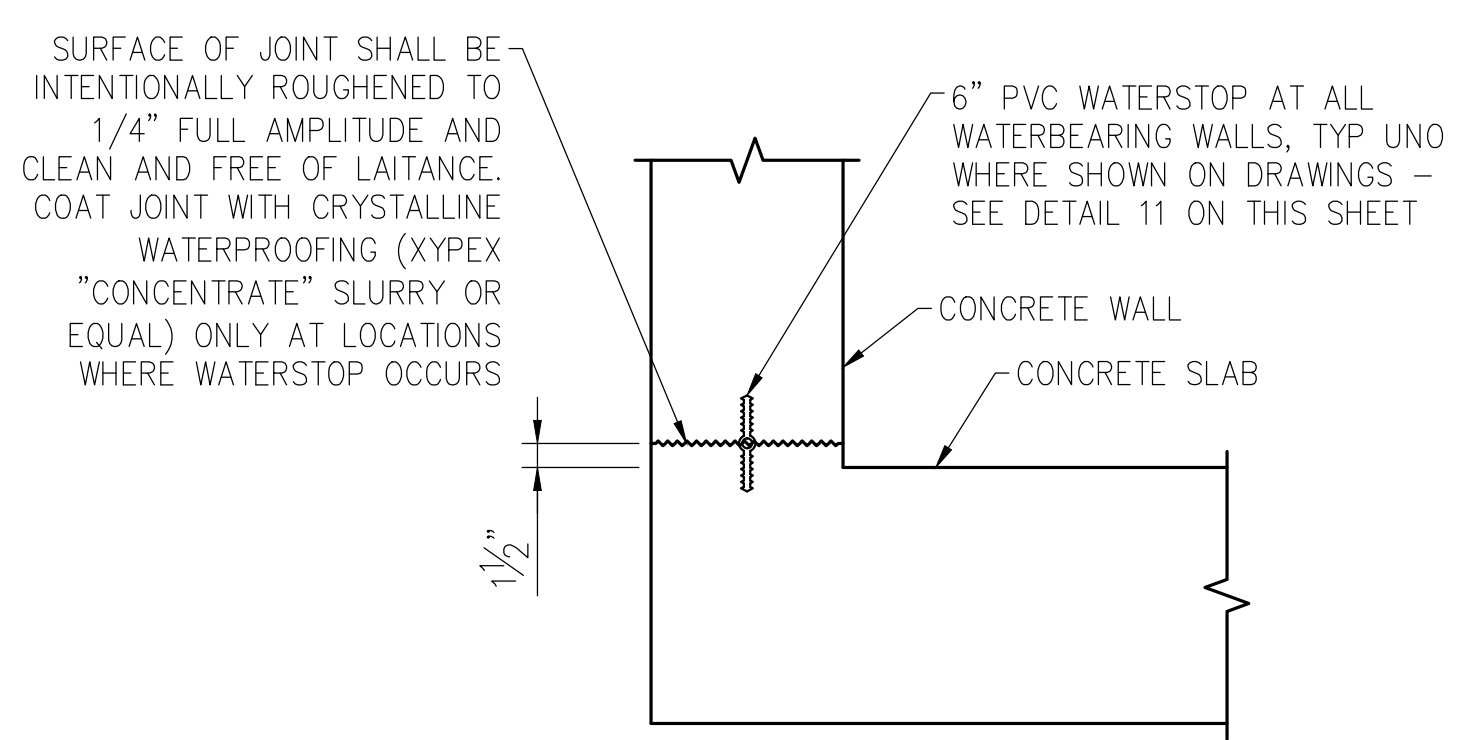 SURFACE OF JOINT SHALL BE
INTENTIONALLY ROUGHENED TO
1/4" FULL AMPLITUDE AND
CLEAN AND FREE OF LAITANCE.
COAT JOINT WITH CRYSTALLINE
WATERPROOFING (XYPEX
"CONCENTRATE" SLURRY OR
EQUAL) ONLY AT LOCATIONS
WHERE WATERSTOP OCCURS
6" PVC WATERSTOP AT ALL
WATERBEARING WALLS, TYP UNO
WHERE SHOWN ON DRAWINGS –
SEE DETAIL 11 ON THIS SHEET
CONCRETE WALL
CONCRETE SLAB
1 1/2"